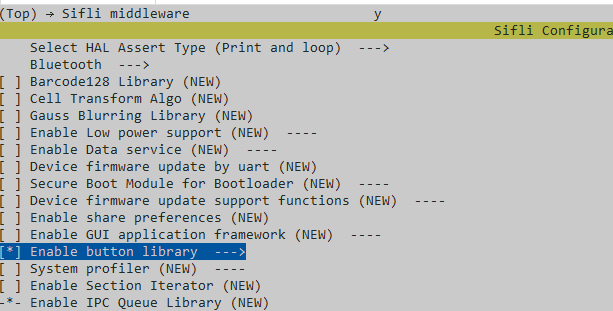 (Top) → Sifli middleware y
Sifli Configura
Select HAL Assert Type (Print and loop)  --->
Bluetooth  --->
[ ] Barcode128 Library (NEW)
[ ] Cell Transform Algo (NEW)
[ ] Gauss Blurring Library (NEW)
[ ] Enable Low power support (NEW)  ----
[ ] Enable Data service (NEW)  ----
[ ] Device firmware update by uart (NEW)
[ ] Secure Boot Module for Bootloader (NEW)  ----
[ ] Device firmware update support functions (NEW)  ----
[ ] Enable share preferences (NEW)
[ ] Enable GUI application framework (NEW)  ----
[*] Enable button library  --->
[ ] System profiler (NEW)  ----
[ ] Enable Section Iterator (NEW)
-*- Enable IPC Queue Library (NEW)